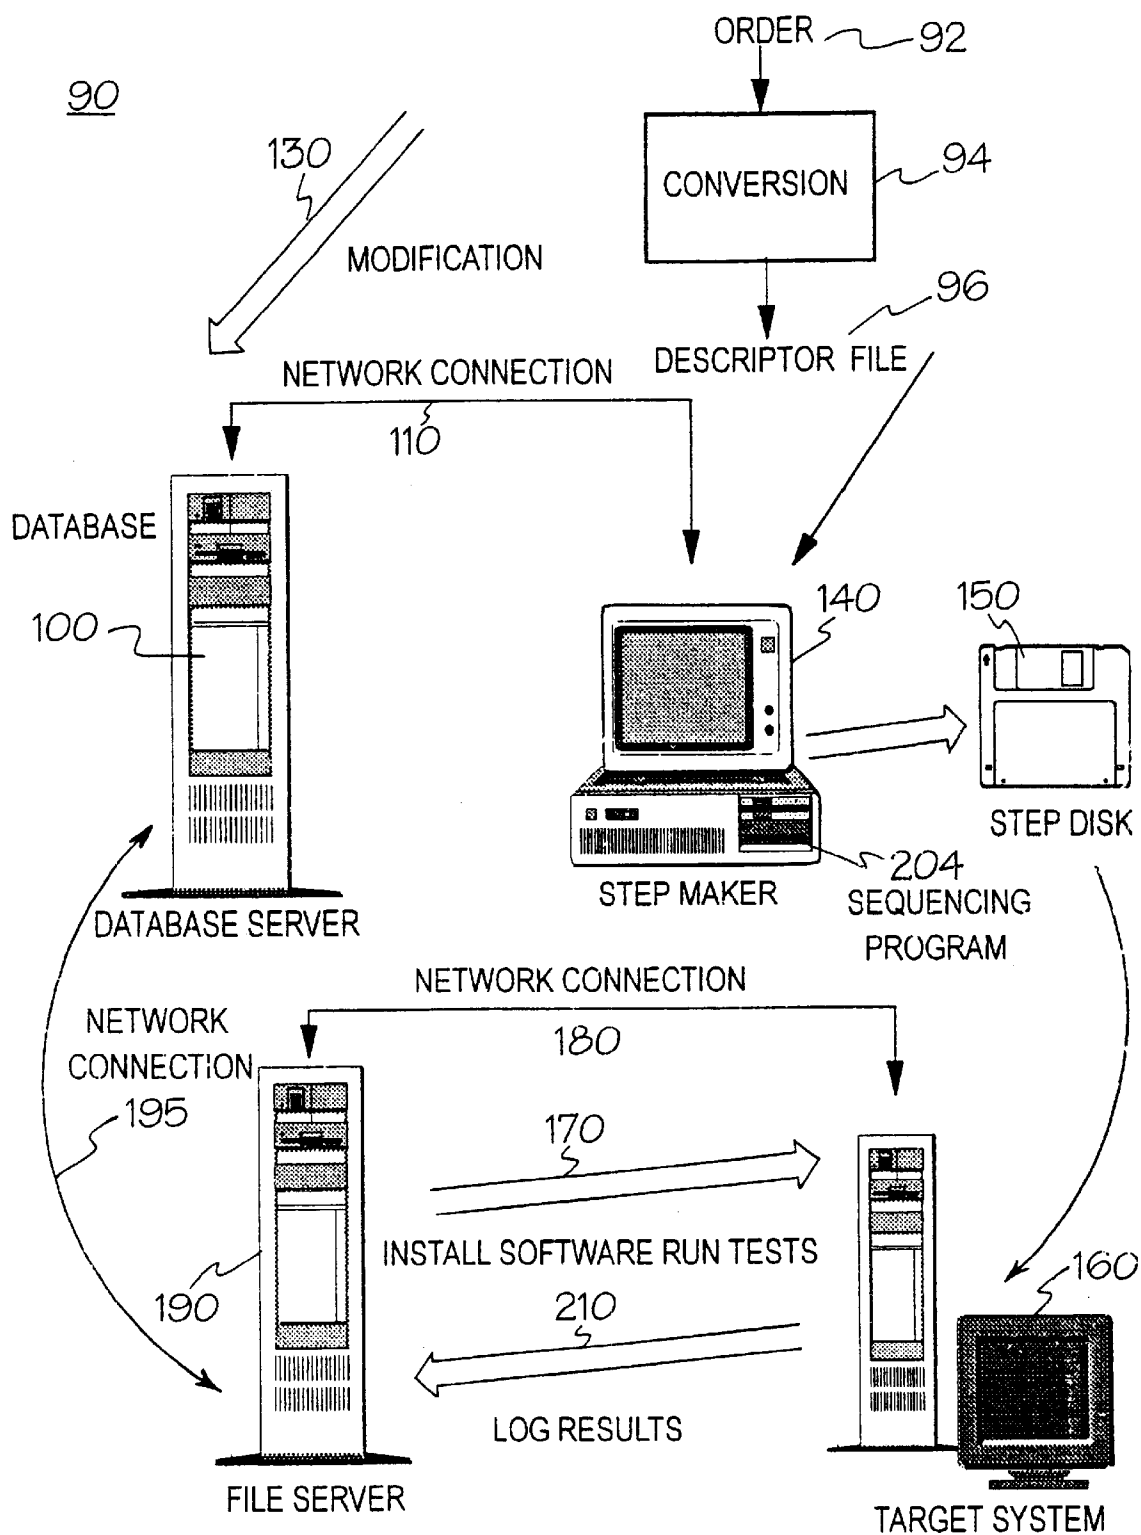 ORDER 92
90
130
CONVERSION
94
MODIFICATION
96
DESCRIPTOR FILE
NETWORK CONNECTION
110
DATABASE
100
140
150
STEP DISK
204
STEP MAKER
SEQUENCING
PROGRAM
DATABASE SERVER
NETWORK CONNECTION
180
NETWORK
CONNECTION
195
170
INSTALL SOFTWARE RUN TESTS
190
210
160
LOG RESULTS
FILE SERVER
TARGET SYSTEM